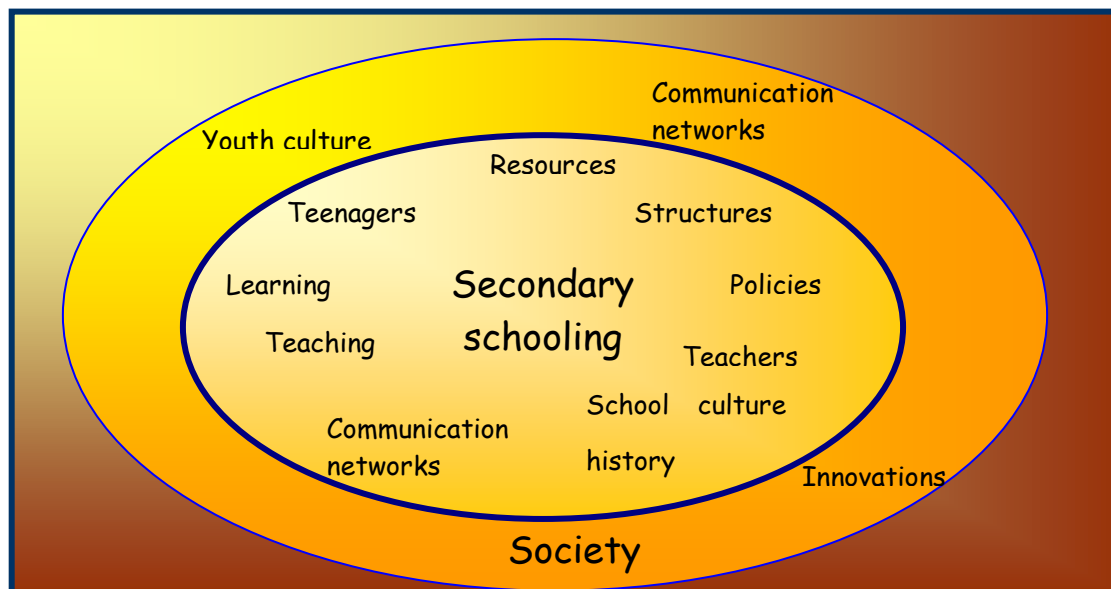 Communication
networks
Youth culture
Resources
Teenagers
Structures
Learning
Secondary
schooling
Policies
Teaching
Teachers
School culture
history
Communication
networks
Innovations
Society